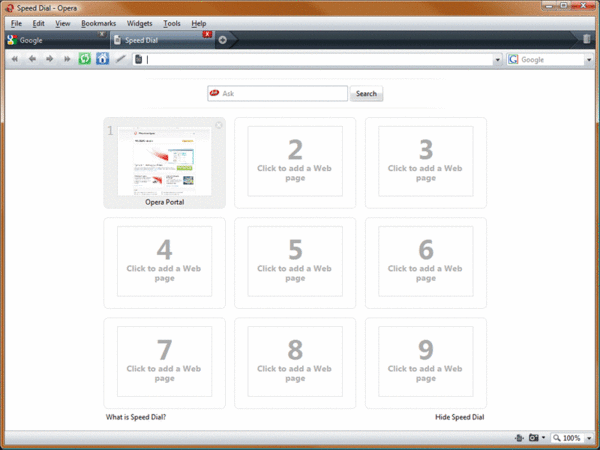 Speed Dial - Opera
File Edit View Bookmarks Widgets Tools Help
Google Speed Dial
Google
Ask Search
1
Opera Portal
2
Click to add a Web
page
3
Click to add a Web
page
4
Click to add a Web
page
5
Click to add a Web
page
6
Click to add a Web
page
7
Click to add a Web
page
8
Click to add a Web
page
9
Click to add a Web
page
What is Speed Dial? Hide Speed Dial
100%